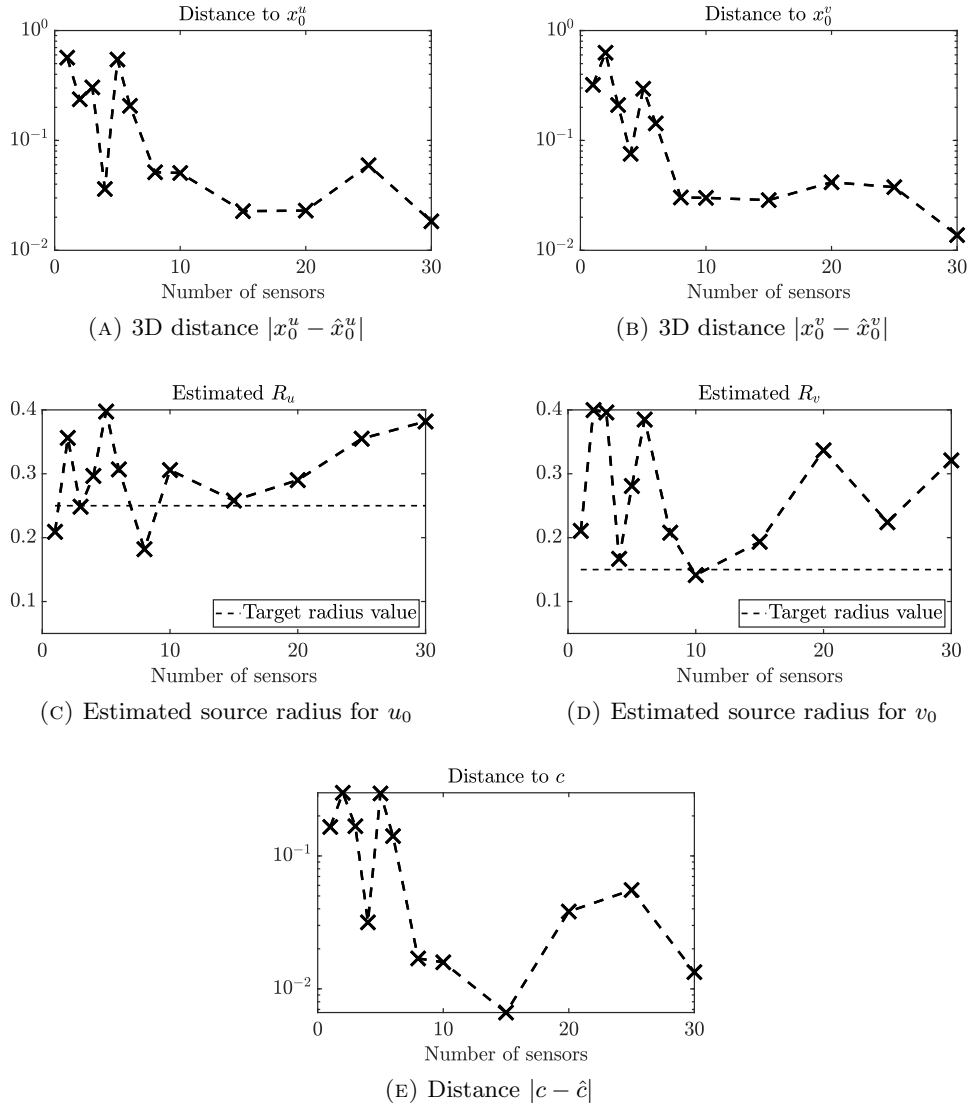 Distance to $x_0^u$
Distance to $x_0^v$
$10^0$
$10^{-1}$
$10^{-2}$
0 10 20 30
Number of sensors
$10^0$
$10^{-1}$
$10^{-2}$
0 10 20 30
Number of sensors
(A) 3D distance $|x_0^u - \hat{x}_0^u|$
(B) 3D distance $|x_0^v - \hat{x}_0^v|$
Estimated $R_u$
Estimated $R_v$
0.4
0.3
0.2
0.1
Target radius value
0 10 20 30
Number of sensors
0.4
0.3
0.2
0.1
Target radius value
0 10 20 30
Number of sensors
(C) Estimated source radius for $u_0$
(D) Estimated source radius for $v_0$
Distance to $c$
$10^{-1}$
$10^{-2}$
0 10 20 30
Number of sensors
(E) Distance $|c - \hat{c}|$